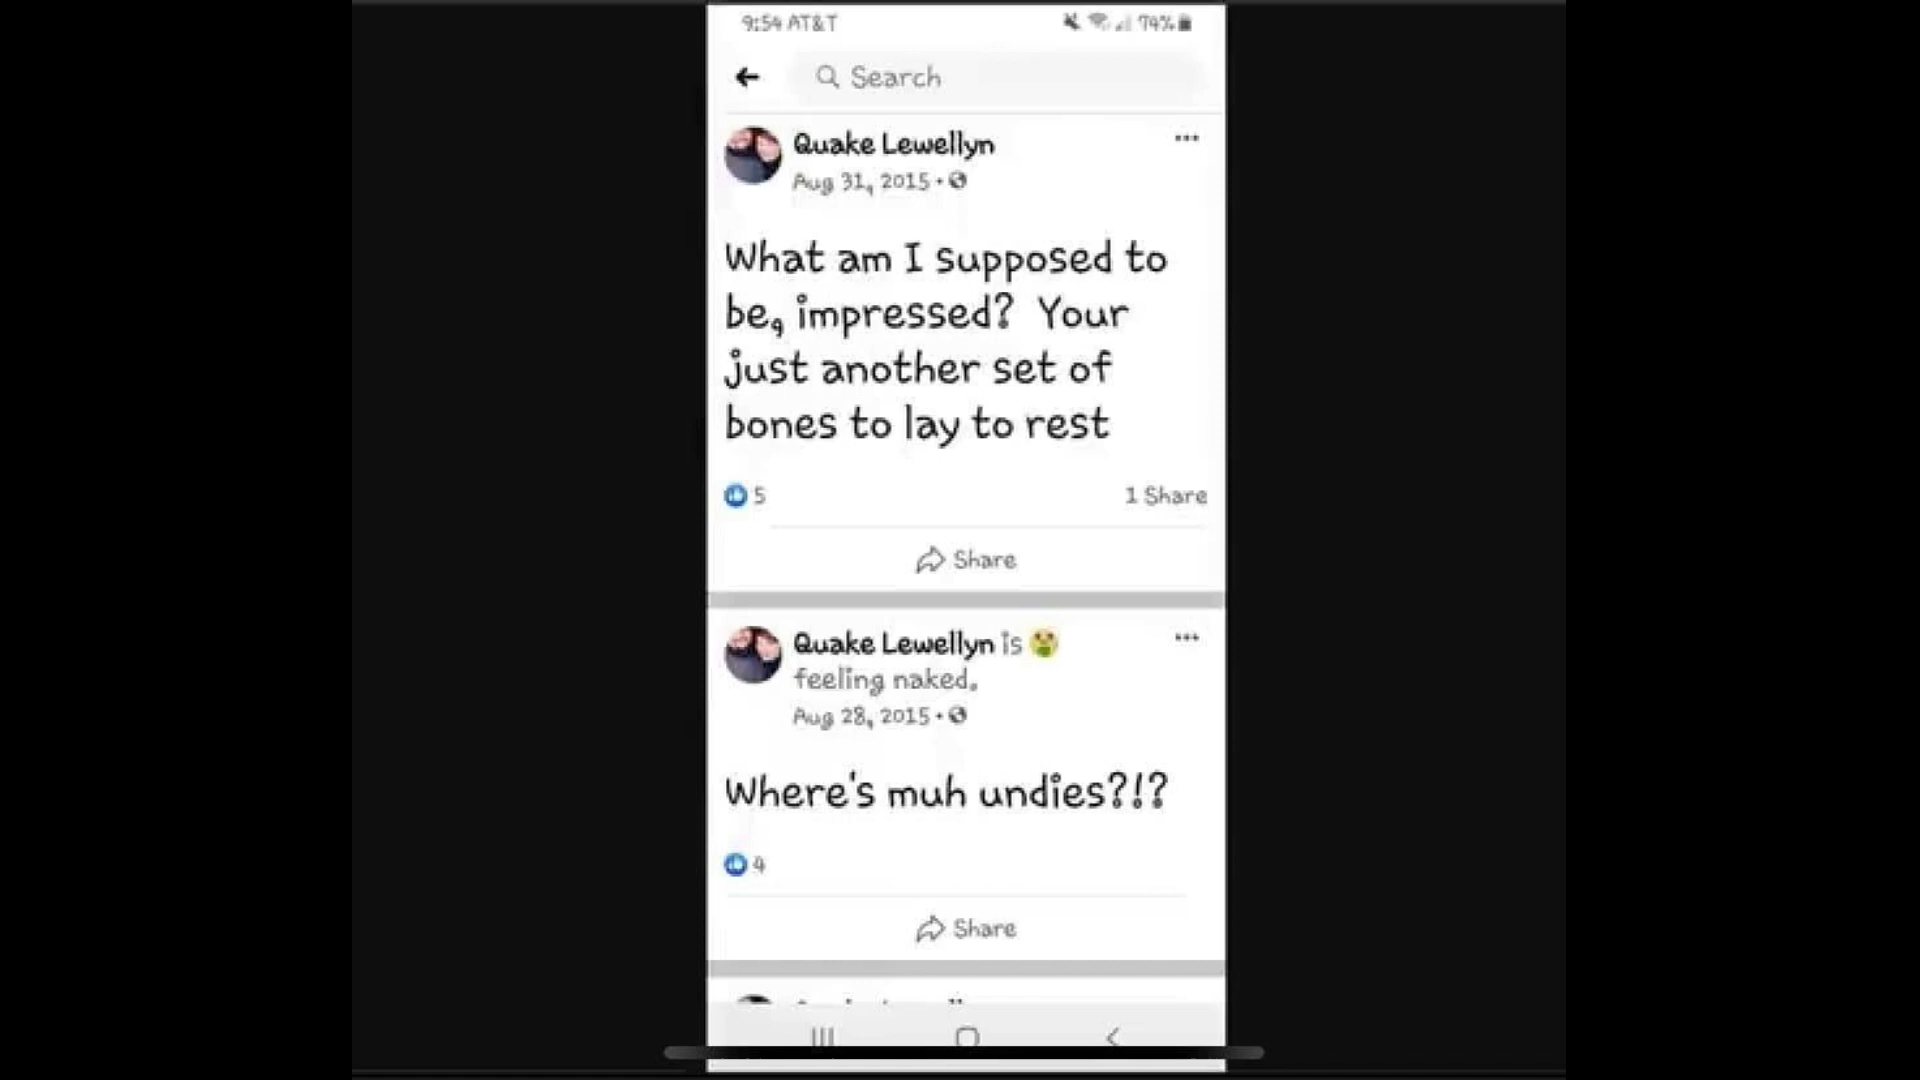 9:54 AT&T 74%
Search
Quake Lewellyn
Aug 31, 2015
What am I supposed to
be, impressed? Your
just another set of
bones to lay to rest
5 1 Share
Share
Quake Lewellyn is
feeling naked.
Aug 28, 2015
Where's muh undies?!?
4
Share